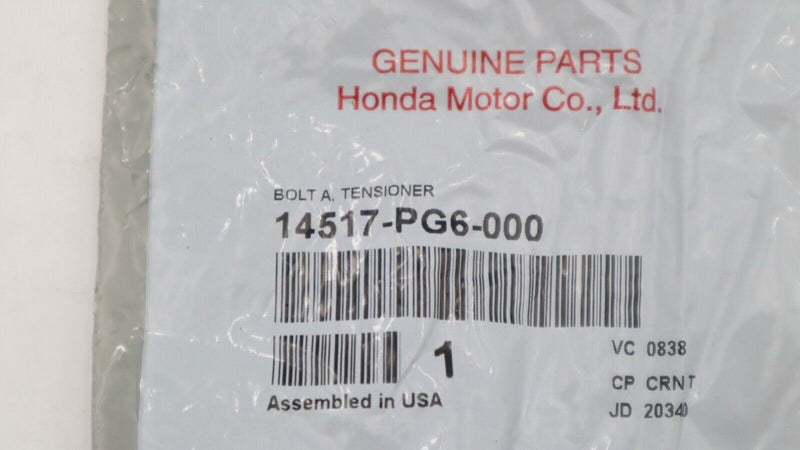 GENUINE PARTS
Honda Motor Co., Ltd.
BOLT A, TENSIONER
14517-PG6-000
1
VC 0838
CP CRNT
JD 20340
Assembled in USA